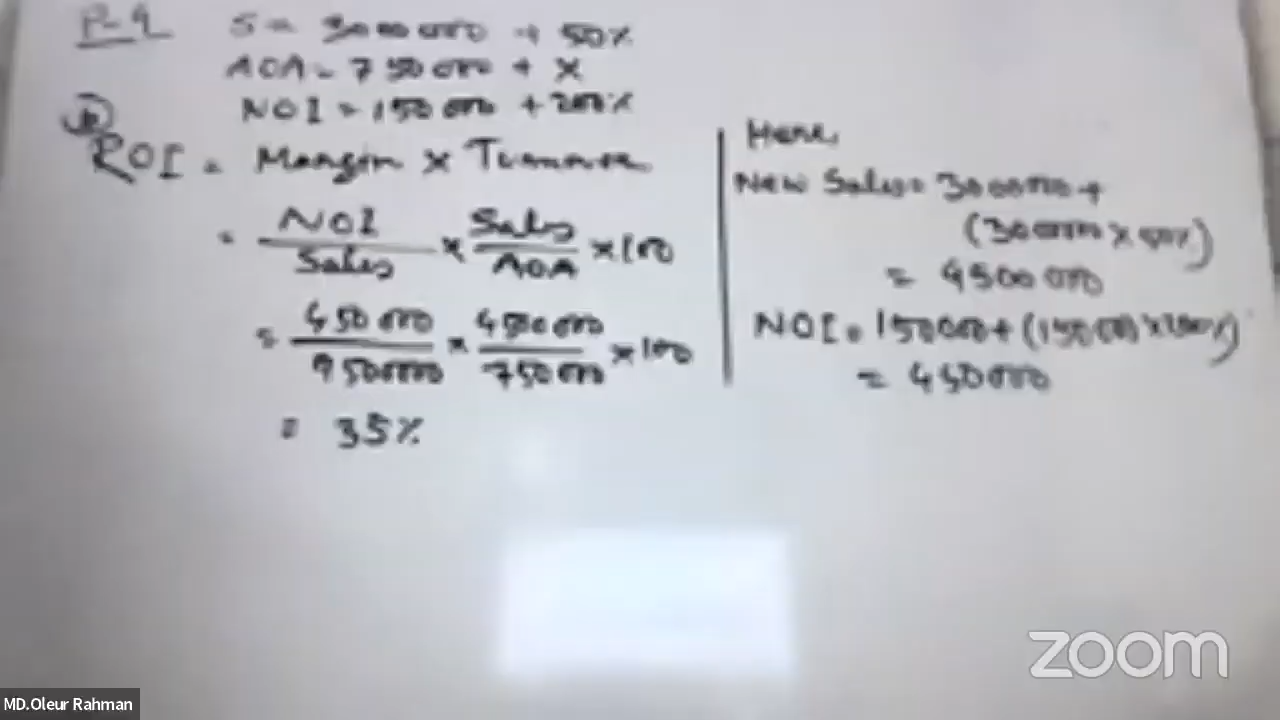 P-4 S = 3000000 + 50%
AOA = 750000 + X
NOI = 150000 + 200%
(b)
ROI = Margin × Turnover
= NOI / Sales × Sales / AOA × 100
= 450000 / 4500000 × 4500000 / 750000 × 100
= 35%
Here,
New Sales = 3000000 +
(3000000 × 50%)
= 4500000
NOI = 150000 + (150000 × 200%)
= 450000
zoom
MD.Oleur Rahman